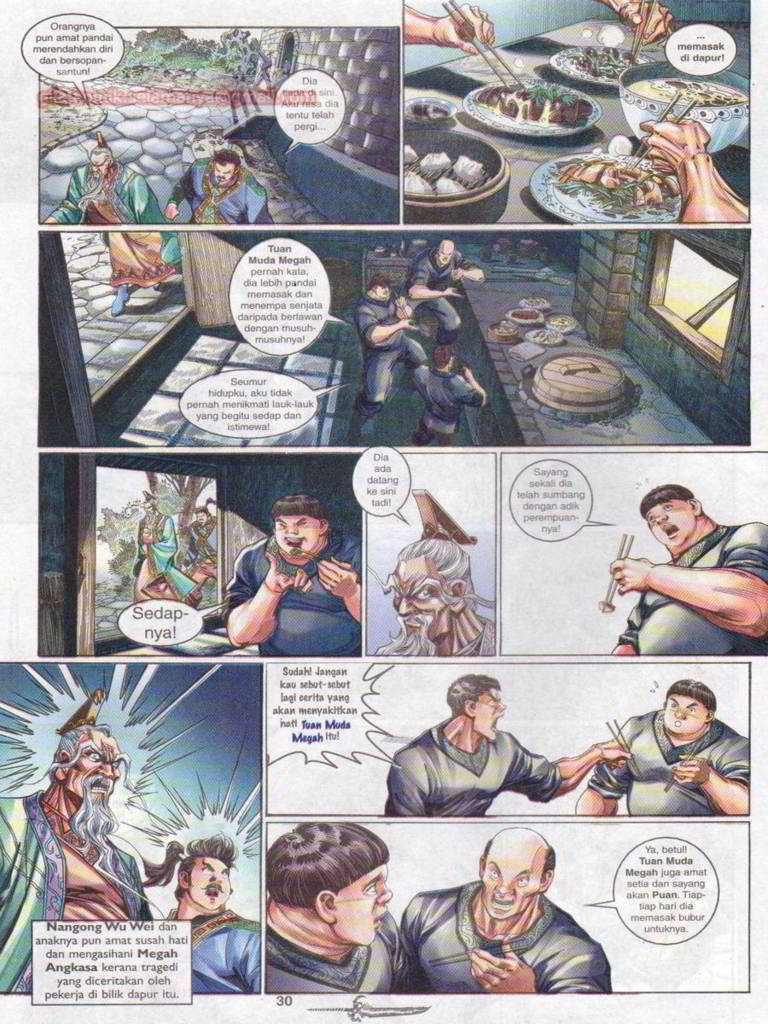 Orangnya
pun amat pandai
merendahkan diri
dan bersopan-
santun!
Dia
tiada di sini.
Aku rasa dia
tentu telah
pergi...
...
memasak
di dapur!
Tuan
Muda Megah
pernah kata,
dia lebih pandai
memasak dan
menempa senjata
daripada berlawan
dengan musuh-
musuhnya!
Seumur
hidupku, aku tidak
pernah menikmati lauk-lauk
yang begitu sedap dan
istimewa!
Sedap-
nya!
Dia
ada
datang
ke sini
tadi!
Sayang
sekali dia
telah sumbang
dengan adik
perempuan-
nya!
Nangong Wu Wei dan
anaknya pun amat susah hati
dan mengasihani Megah
Angkasa kerana tragedi
yang diceritakan oleh
pekerja di bilik dapur itu.
Sudah! Jangan
kau sebut-sebut
lagi cerita yang
akan menyakitkan
hati Tuan Muda
Megah itu!
Ya, betul!
Tuan Muda
Megah juga amat
setia dan sayang
akan Puan. Tiap-
tiap hari dia
memasak bubur
untuknya.
30